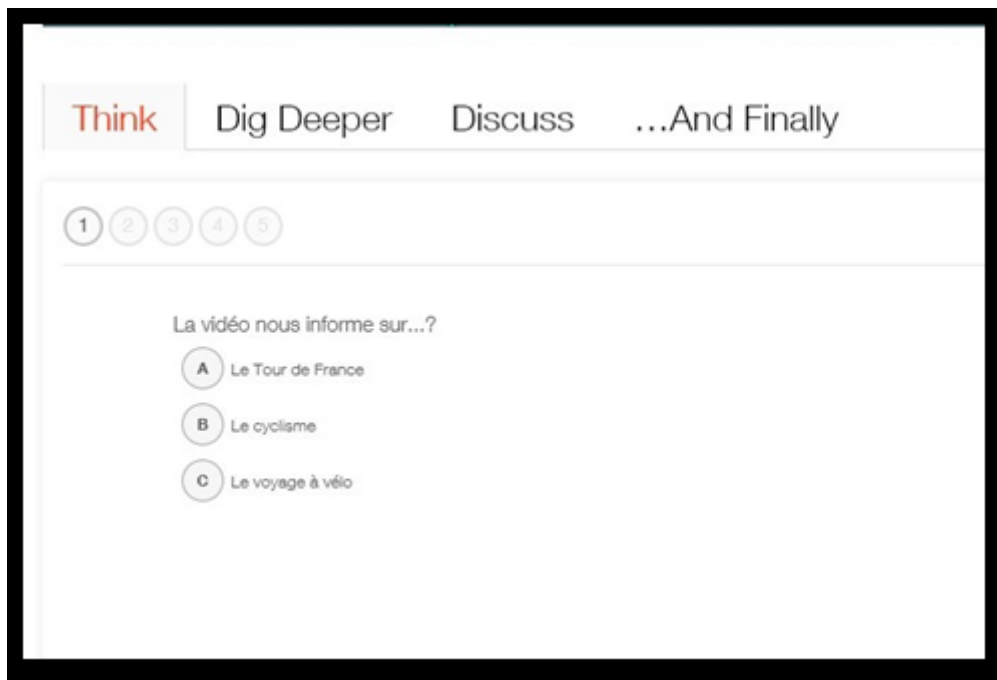 Think Dig Deeper Discuss ...And Finally
1 2 3 4 5
La vidéo nous informe sur...?
A Le Tour de France
B Le cyclisme
C Le voyage à vélo